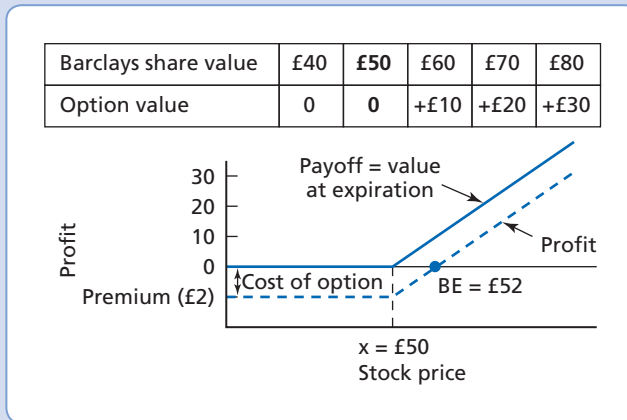 Barclays share value £40 £50 £60 £70 £80
Option value 0 0 +£10 +£20 +£30
Payoff = value
at expiration
30
20
10
0
Profit
Profit
Cost of option
BE = £52
Premium (£2)
x = £50
Stock price